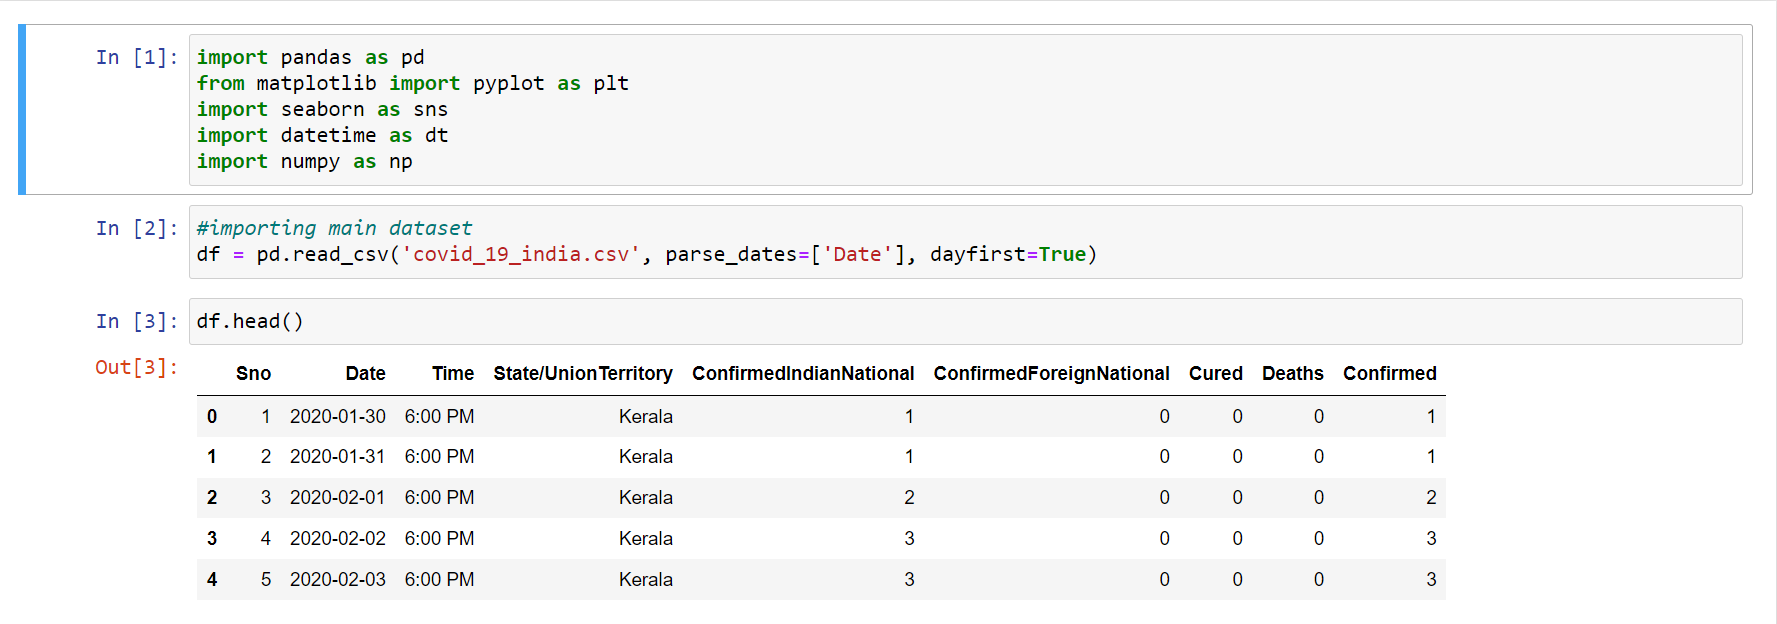 In [1]: import pandas as pd
from matplotlib import pyplot as plt
import seaborn as sns
import datetime as dt
import numpy as np
In [2]: #importing main dataset
df = pd.read_csv('covid_19_india.csv', parse_dates=['Date'], dayfirst=True)
In [3]: df.head()
Out[3]:
Sno Date Time State/UnionTerritory ConfirmedIndianNational ConfirmedForeignNational Cured Deaths Confirmed
0 1 2020-01-30 6:00 PM Kerala 1 0 0 0 1
1 2 2020-01-31 6:00 PM Kerala 1 0 0 0 1
2 3 2020-02-01 6:00 PM Kerala 2 0 0 0 2
3 4 2020-02-02 6:00 PM Kerala 3 0 0 0 3
4 5 2020-02-03 6:00 PM Kerala 3 0 0 0 3